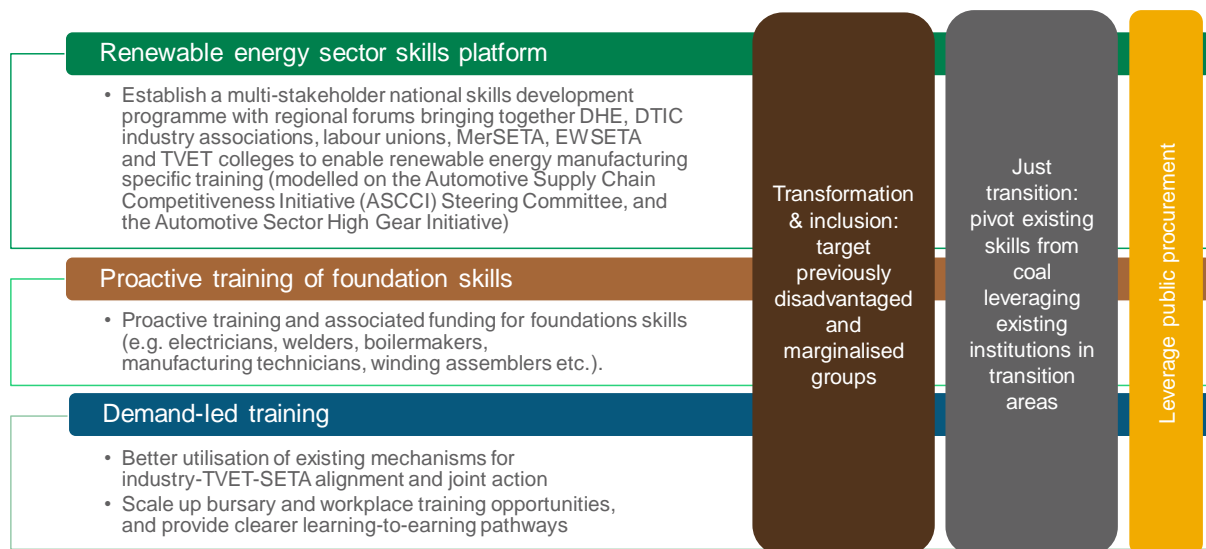 Renewable energy sector skills platform
• Establish a multi-stakeholder national skills development
programme with regional forums bringing together DHE, DTIC
industry associations, labour unions, MerSETA, EWSETA
and TVET colleges to enable renewable energy manufacturing
specific training (modelled on the Automotive Supply Chain
Competitiveness Initiative (ASCCI) Steering Committee, and
the Automotive Sector High Gear Initiative)
Proactive training of foundation skills
• Proactive training and associated funding for foundations skills
(e.g. electricians, welders, boilermakers,
manufacturing technicians, winding assemblers etc.).
Demand-led training
• Better utilisation of existing mechanisms for
industry-TVET-SETA alignment and joint action
• Scale up bursary and workplace training opportunities,
and provide clearer learning-to-earning pathways
Transformation
& inclusion:
target
previously
disadvantaged
and
marginalised
groups
Just
transition:
pivot existing
skills from
coal
leveraging
existing
institutions in
transition
areas
Leverage public procurement